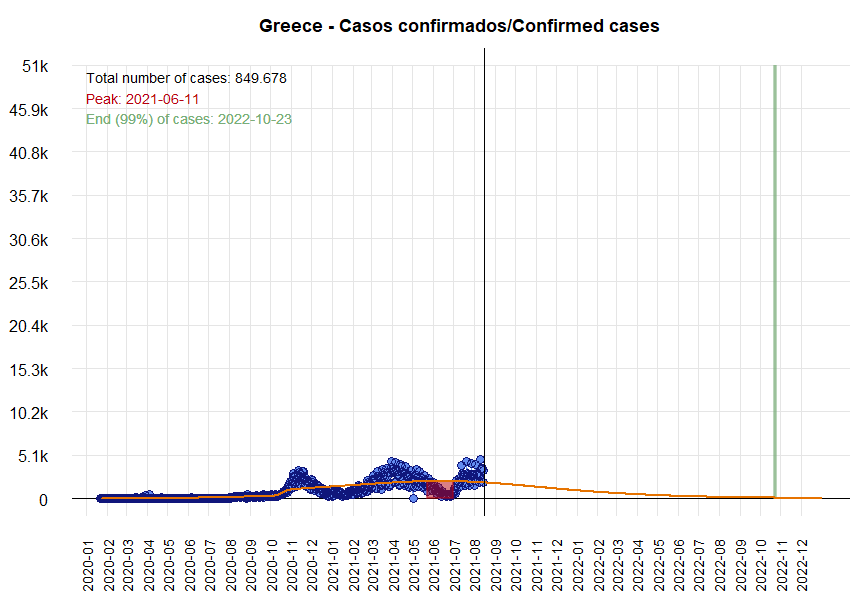 Greece - Casos confirmados/Confirmed cases
Total number of cases: 849.678
Peak: 2021-06-11
End (99%) of cases: 2022-10-23
51k
45.9k
40.8k
35.7k
30.6k
25.5k
20.4k
15.3k
10.2k
5.1k
0
2020-01
2020-02
2020-03
2020-04
2020-05
2020-06
2020-07
2020-08
2020-09
2020-10
2020-11
2020-12
2021-01
2021-02
2021-03
2021-04
2021-05
2021-06
2021-07
2021-08
2021-09
2021-10
2021-11
2021-12
2022-01
2022-02
2022-03
2022-04
2022-05
2022-06
2022-07
2022-08
2022-09
2022-10
2022-11
2022-12